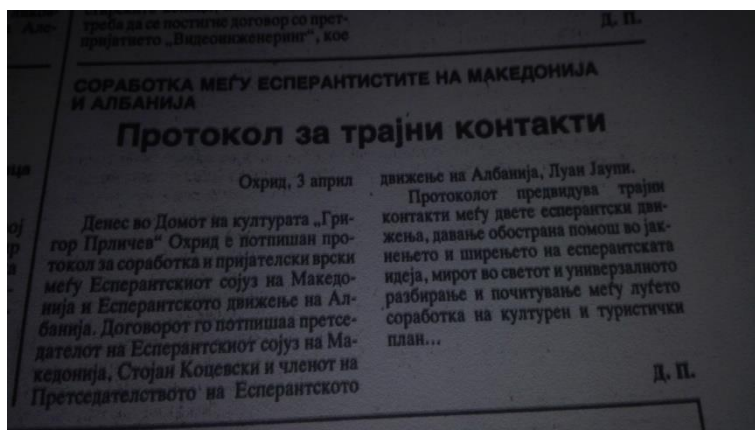 треба да се постигне договор со прет-
пријатието „Видеоинженеринг“, кое
Д. П.
СОРАБОТКА МЕЃУ ЕСПЕРАНТИСТИТЕ НА МАКЕДОНИЈА
И АЛБАНИЈА
Протокол за трајни контакти
Охрид, 3 април
Денес во Домот на културата „Гри-
гор Прличев“ Охрид е потпишан про-
токол за соработка и пријателски врски
меѓу Есперантскиот сојуз на Македо-
нија и Есперантското движење на Ал-
банија. Договорот го потпишаа претсе-
дателот на Есперантскиот сојуз на Ма-
кедонија, Стојан Коцевски и членот на
Претседателството на Есперантското
движење на Албанија, Луан Јаупи.
Протоколот предвидува трајни
контакти меѓу двете есперантски дви-
жења, давање обострана помош во јак-
нењето и ширењето на есперантската
идеја, мирот во светот и универзалното
разбирање и почитување меѓу луѓето
соработка на културен и туристички
план...
Д. П.